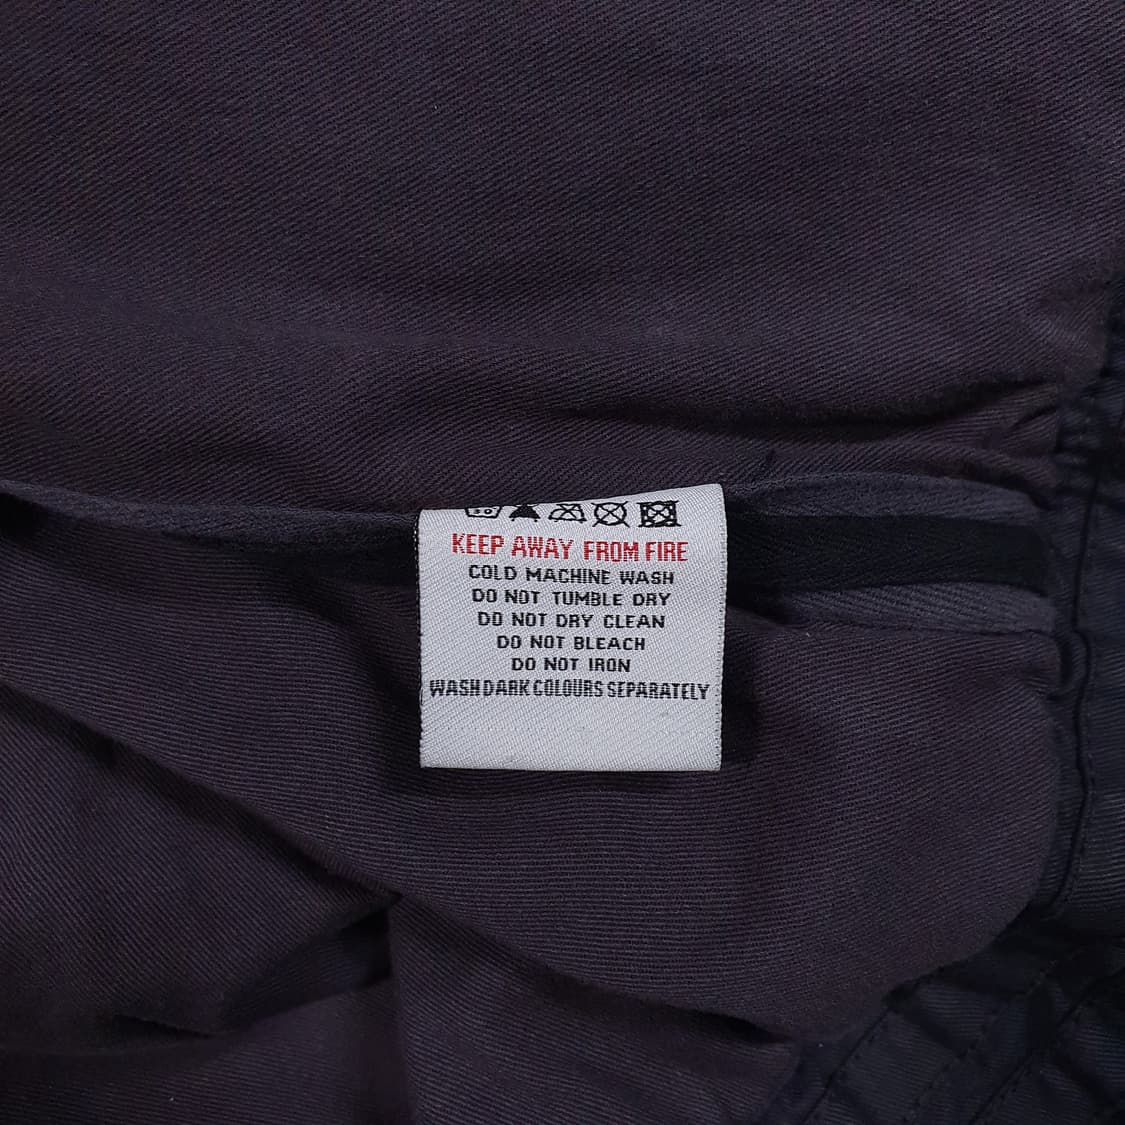 KEEP AWAY FROM FIRE
COLD MACHINE WASH
DO NOT TUMBLE DRY
DO NOT DRY CLEAN
DO NOT BLEACH
DO NOT IRON
WASH DARK COLOURS SEPARATELY